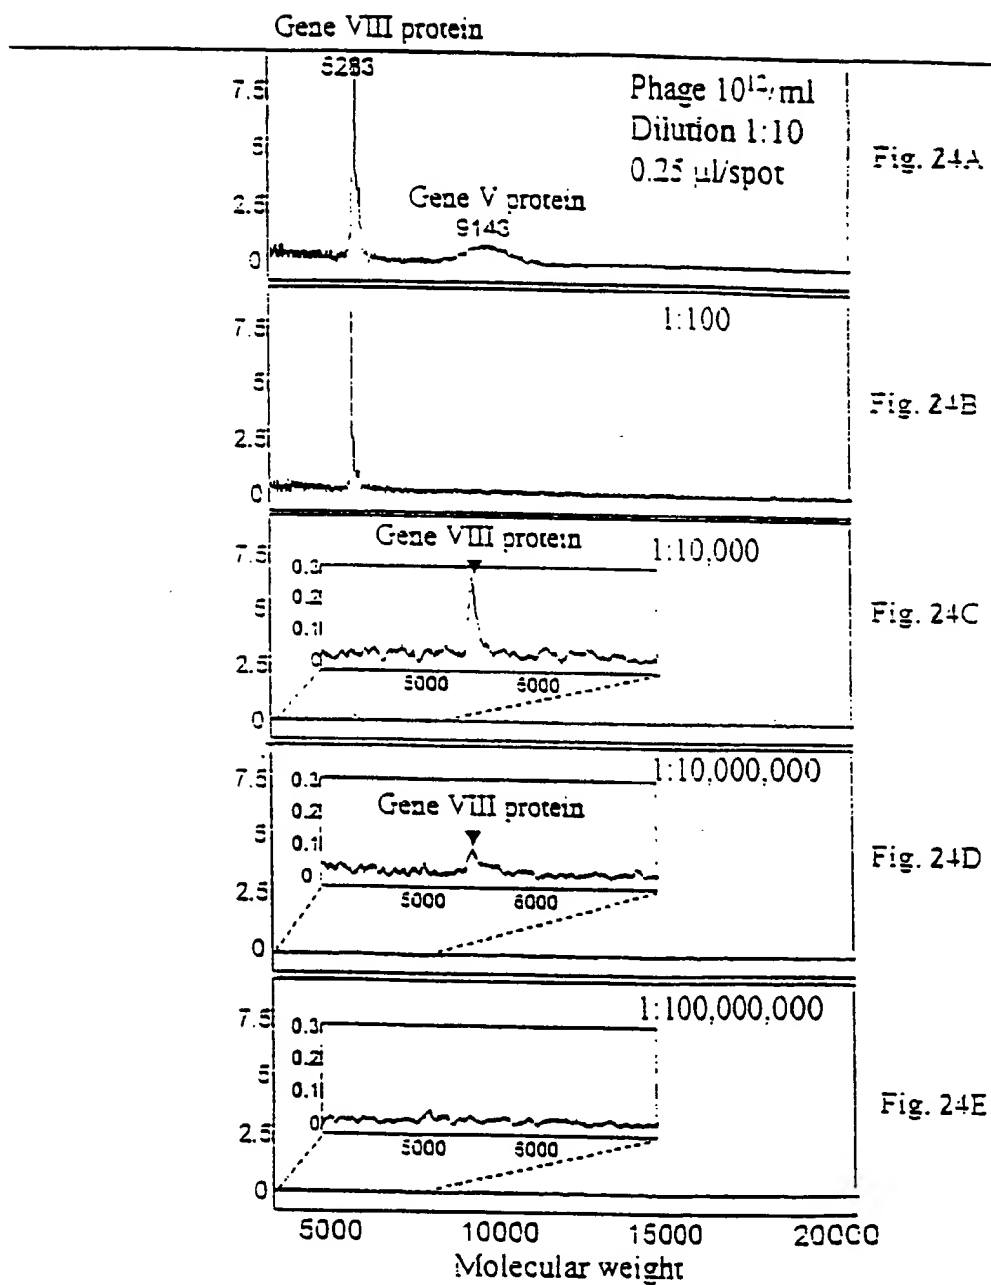 Gene VIII protein
5283
7.5
5
2.5
0
Phage 10¹²/ml
Dilution 1:10
0.25 µl/spot
Gene V protein
9143
Fig. 24A
7.5
5
2.5
0
1:100
Fig. 24B
7.5
5
2.5
0
Gene VIII protein
1:10,000
0.3
0.2
0.1
0
5000 6000
Fig. 24C
7.5
5
2.5
0
1:10,000,000
0.3
0.2
0.1
0
Gene VIII protein
5000 6000
Fig. 24D
7.5
5
2.5
0
1:100,000,000
0.3
0.2
0.1
0
5000 6000
Fig. 24E
5000 10000 15000 20000
Molecular weight